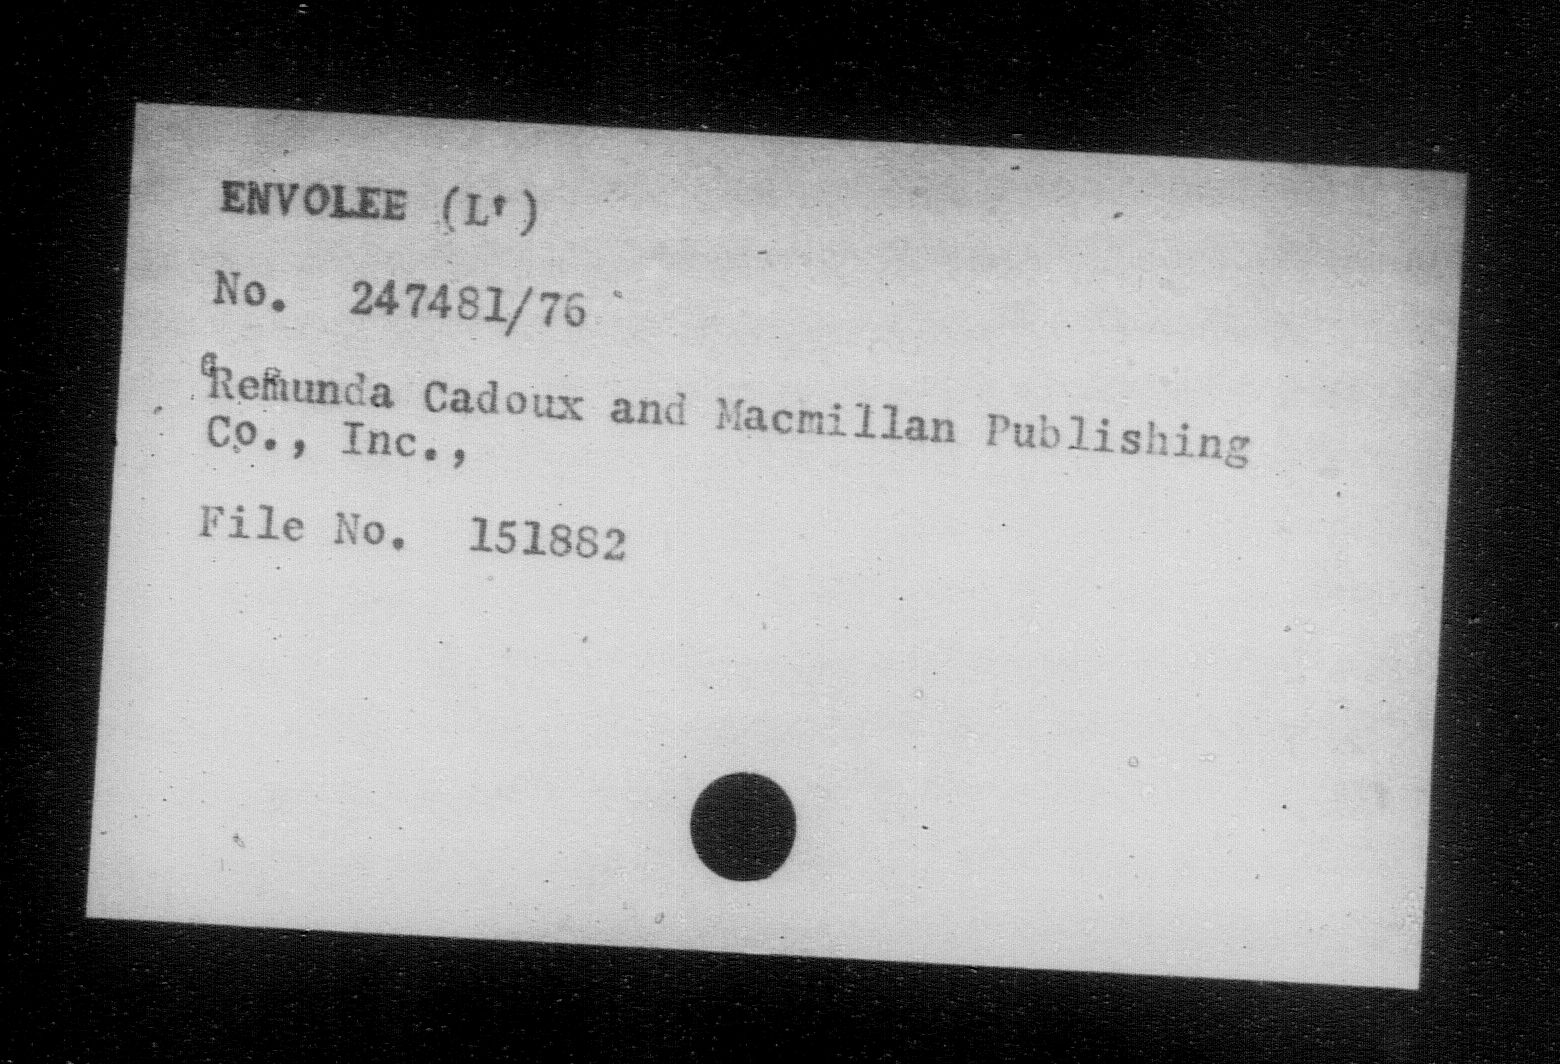 ENVOLEE (L')
No. 247481/76
Remunda Cadoux and Macmillan Publishing
Co., Inc.,
File No. 151882